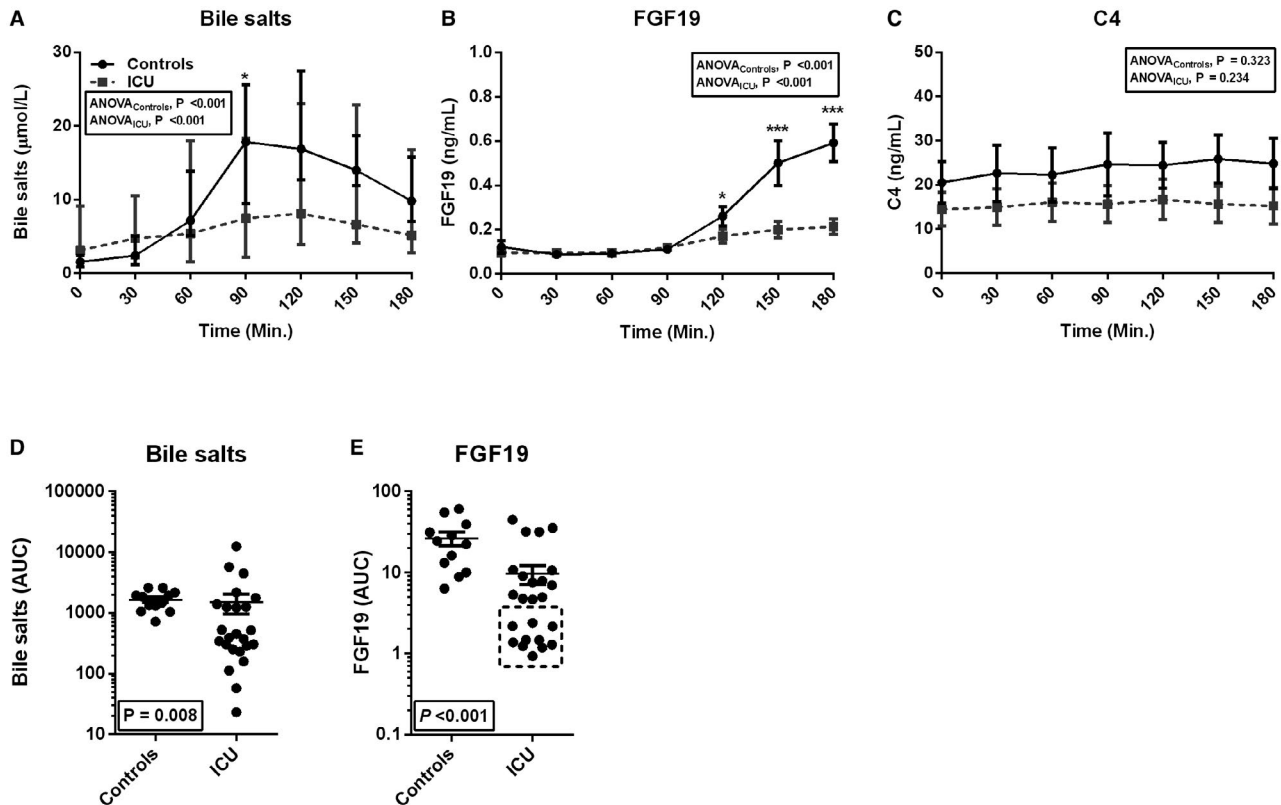 A
Bile salts
30
20
10
0
Bile salts (µmol/L)
Controls
ICU
ANOVAControls, P <0.001
ANOVAICU, P <0.001
*
0 30 60 90 120 150 180
Time (Min.)
B
FGF19
1.0
0.8
0.6
0.4
0.2
0.0
FGF19 (ng/mL)
ANOVAControls, P <0.001
ANOVAICU, P <0.001
*
***
***
0 30 60 90 120 150 180
Time (Min.)
C
C4
50
40
30
20
10
0
C4 (ng/mL)
ANOVAControls, P = 0.323
ANOVAICU, P = 0.234
0 30 60 90 120 150 180
Time (Min.)
D
Bile salts
100000
10000
1000
100
10
Bile salts (AUC)
P = 0.008
Controls ICU
E
FGF19
100
10
1
0.1
FGF19 (AUC)
P <0.001
Controls ICU